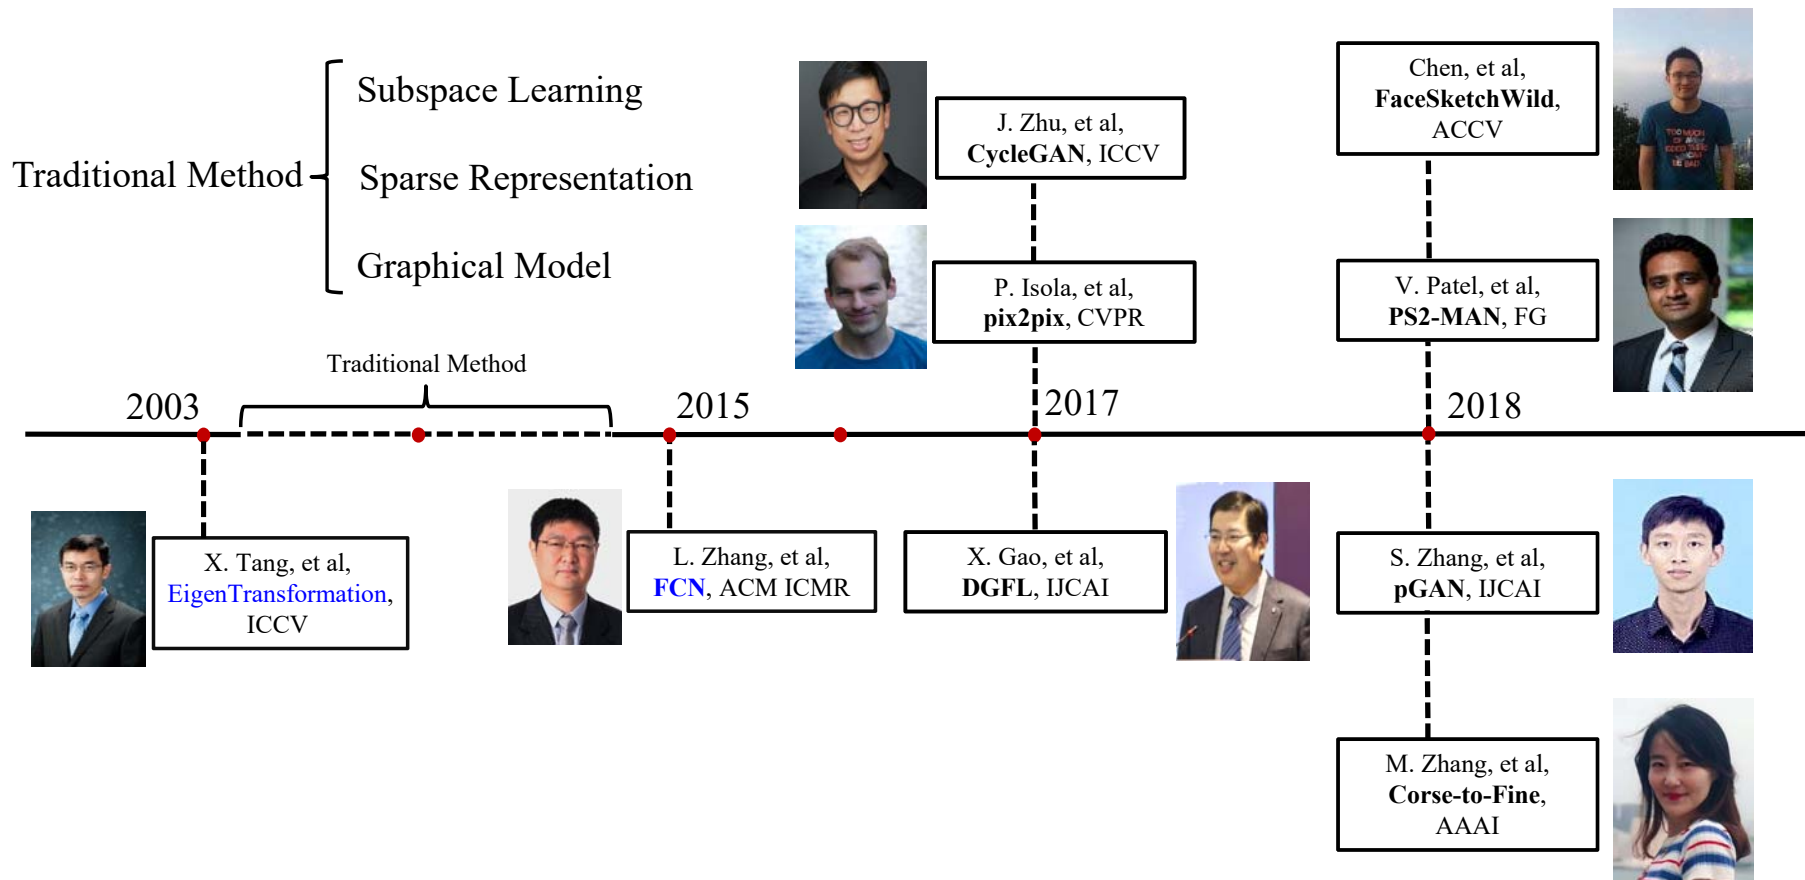 Traditional Method
Subspace Learning
Sparse Representation
Graphical Model
J. Zhu, et al,
CycleGAN, ICCV
P. Isola, et al,
pix2pix, CVPR
Chen, et al,
FaceSketchWild,
ACCV
TOO MUCH
V. Patel, et al,
PS2-MAN, FG
Traditional Method
2003
2015
2017
2018
X. Tang, et al,
EigenTransformation,
ICCV
L. Zhang, et al,
FCN, ACM ICMR
X. Gao, et al,
DGFL, IJCAI
S. Zhang, et al,
pGAN, IJCAI
M. Zhang, et al,
Corse-to-Fine,
AAAI